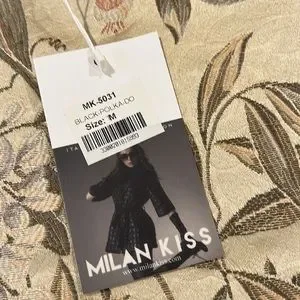 MK-5031
BLACK-POLKA-DO
Size: M
MILAN KISS
www.milankiss.com